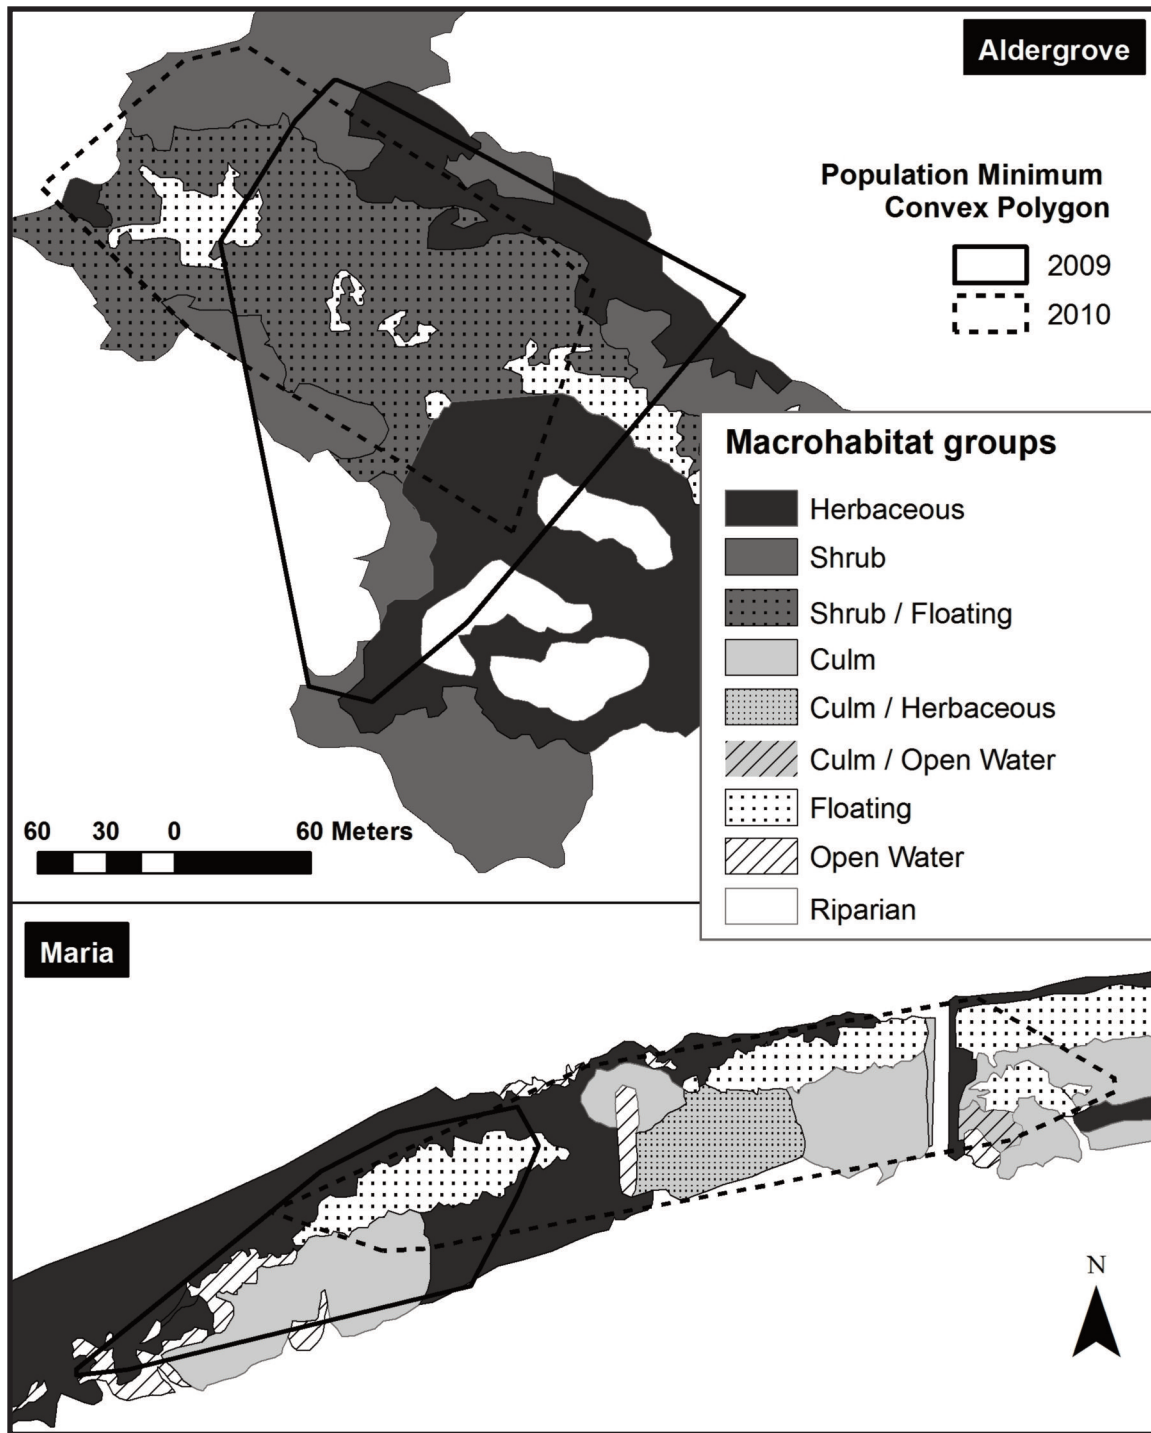 Aldergrove
Population Minimum
Convex Polygon
2009
2010
Macrohabitat groups
Herbaceous
Shrub
Shrub / Floating
Culm
Culm / Herbaceous
Culm / Open Water
Floating
Open Water
Riparian
60 30 0 60 Meters
Maria
N